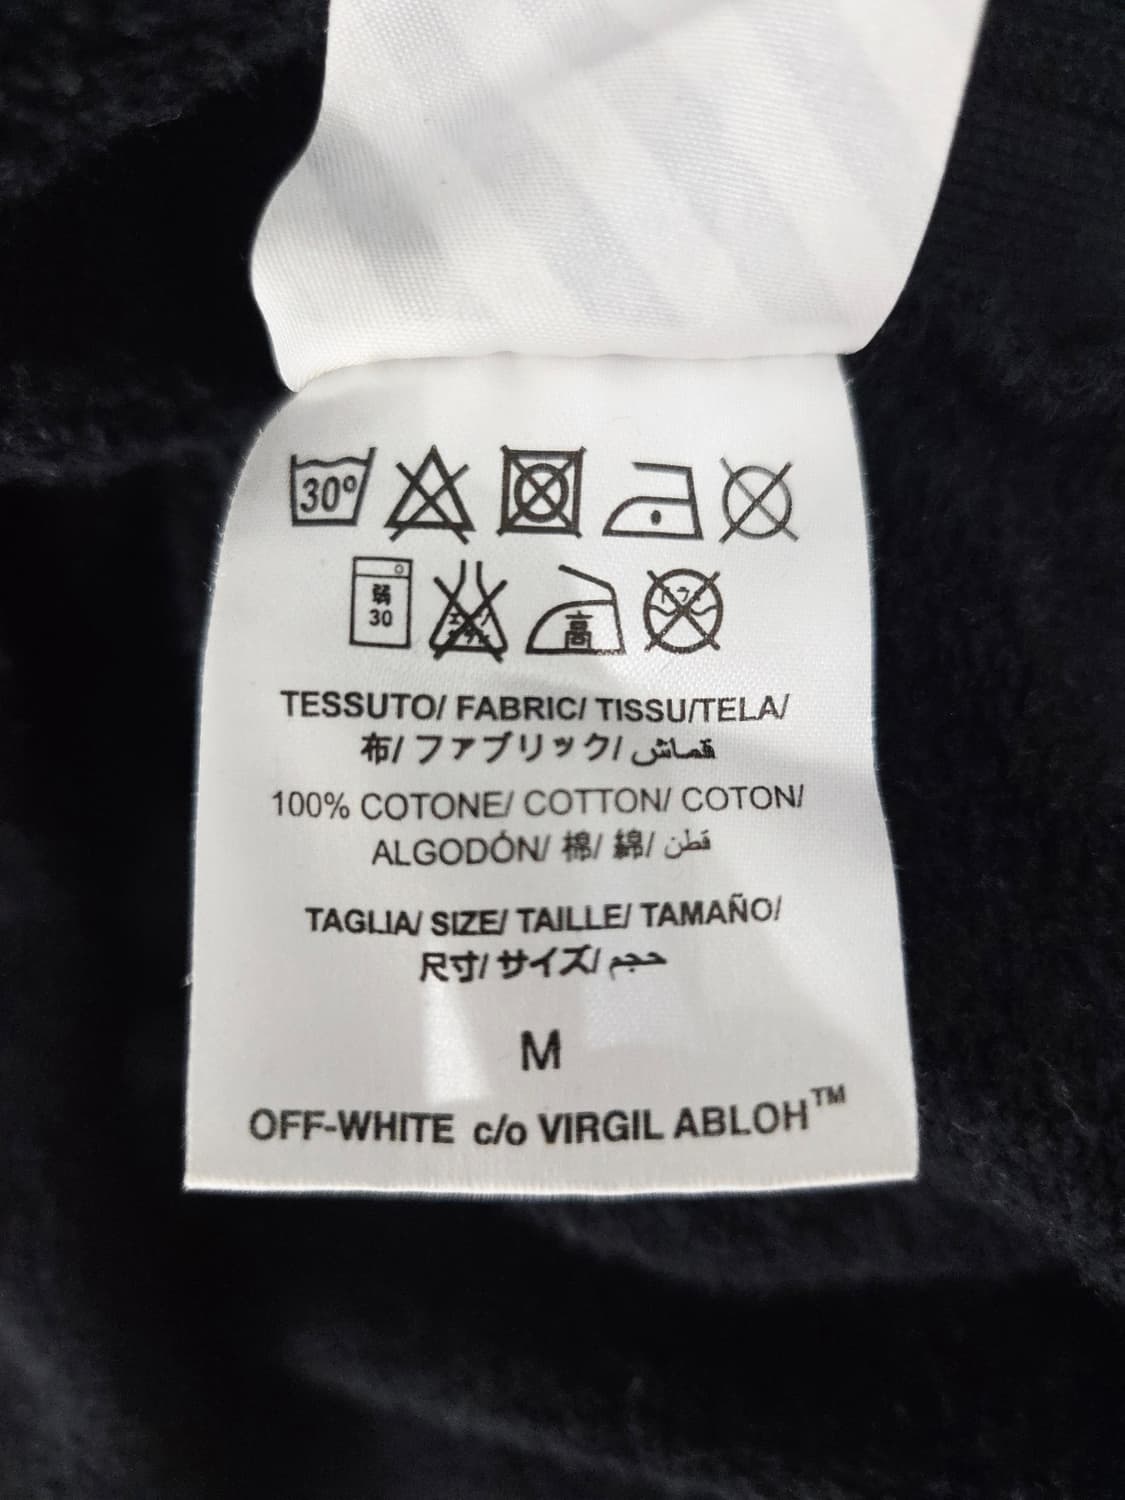 30°
弱
30
高
TESSUTO/ FABRIC/ TISSU/TELA/
布/ ファブリック/ قماش
100% COTONE/ COTTON/ COTON/
ALGODÓN/ 棉/ 綿/ قطن
TAGLIA/ SIZE/ TAILLE/ TAMAÑO/
尺寸/ サイズ/ حجم
M
OFF-WHITE c/o VIRGIL ABLOH™